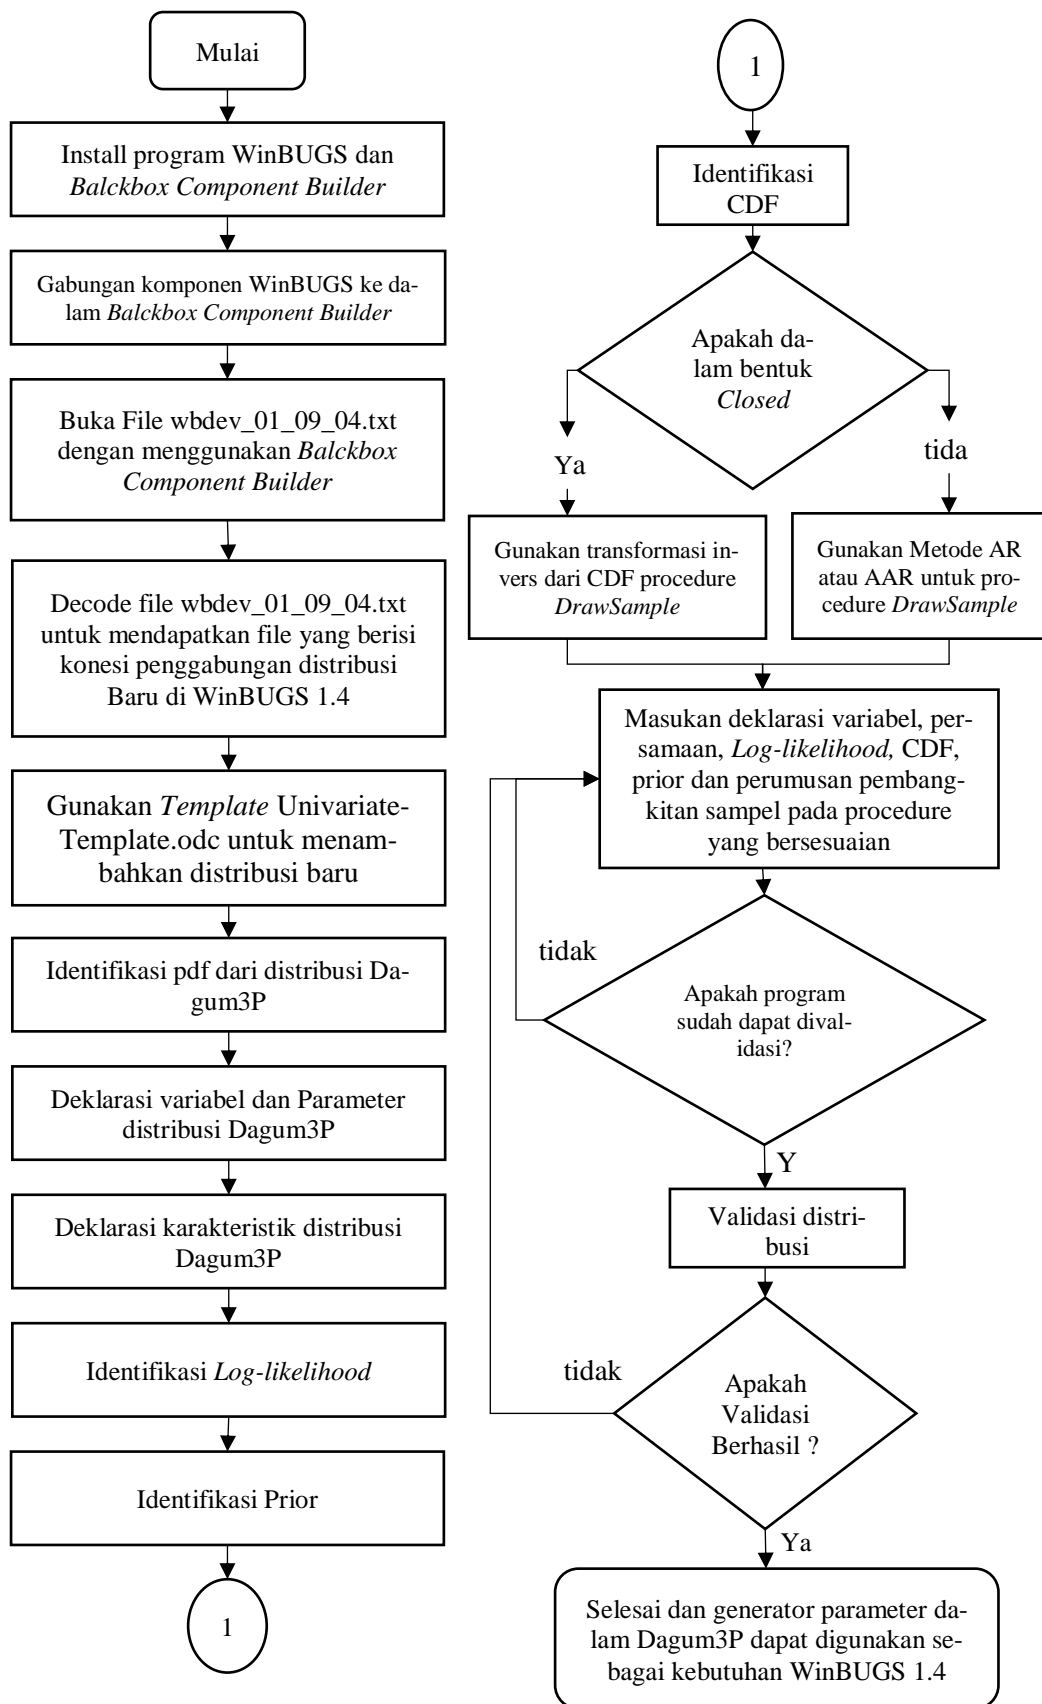 Mulai
Install program WinBUGS dan
Balckbox Component Builder
Gabungan komponen WinBUGS ke da-
lam Balckbox Component Builder
Buka File wbdev_01_09_04.txt
dengan menggunakan Balckbox
Component Builder
Decode file wbdev_01_09_04.txt
untuk mendapatkan file yang berisi
konesi penggabungan distribusi
Baru di WinBUGS 1.4
Gunakan Template Univariate-
Template.odc untuk menam-
bahkan distribusi baru
Identifikasi pdf dari distribusi Da-
gum3P
Deklarasi variabel dan Parameter
distribusi Dagum3P
Deklarasi karakteristik distribusi
Dagum3P
Identifikasi Log-likelihood
Identifikasi Prior
1
1
Identifikasi
CDF
Apakah da-
lam bentuk
Closed
Ya
tida
Gunakan transformasi in-
vers dari CDF procedure
DrawSample
Gunakan Metode AR
atau AAR untuk pro-
cedure DrawSample
Masukan deklarasi variabel, per-
samaan, Log-likelihood, CDF,
prior dan perumusan pembang-
kitan sampel pada procedure
yang bersesuaian
tidak
Apakah program
sudah dapat dival-
idasi?
Y
Validasi distri-
busi
tidak
Apakah
Validasi
Berhasil ?
Ya
Selesai dan generator parameter da-
lam Dagum3P dapat digunakan se-
bagai kebutuhan WinBUGS 1.4